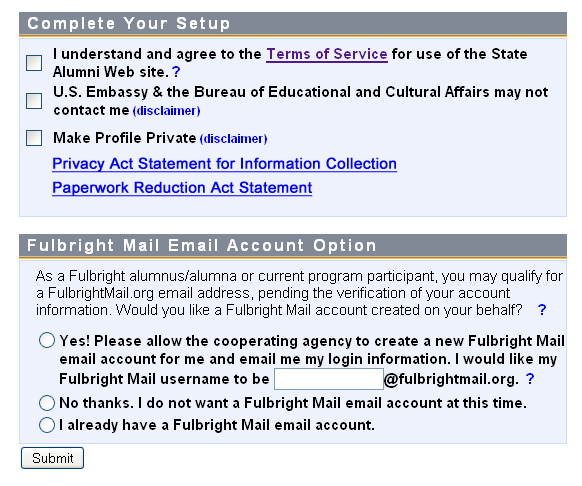 Complete Your Setup
I understand and agree to the Terms of Service for use of the State
Alumni Web site. ?
U.S. Embassy & the Bureau of Educational and Cultural Affairs may not
contact me (disclaimer)
Make Profile Private (disclaimer)
Privacy Act Statement for Information Collection
Paperwork Reduction Act Statement
Fulbright Mail Email Account Option
As a Fulbright alumnus/alumna or current program participant, you may qualify for
a FulbrightMail.org email address, pending the verification of your account
information. Would you like a Fulbright Mail account created on your behalf? ?
Yes! Please allow the cooperating agency to create a new Fulbright Mail
email account for me and email me my login information. I would like my
Fulbright Mail username to be @fulbrightmail.org. ?
No thanks. I do not want a Fulbright Mail email account at this time.
I already have a Fulbright Mail email account.
Submit